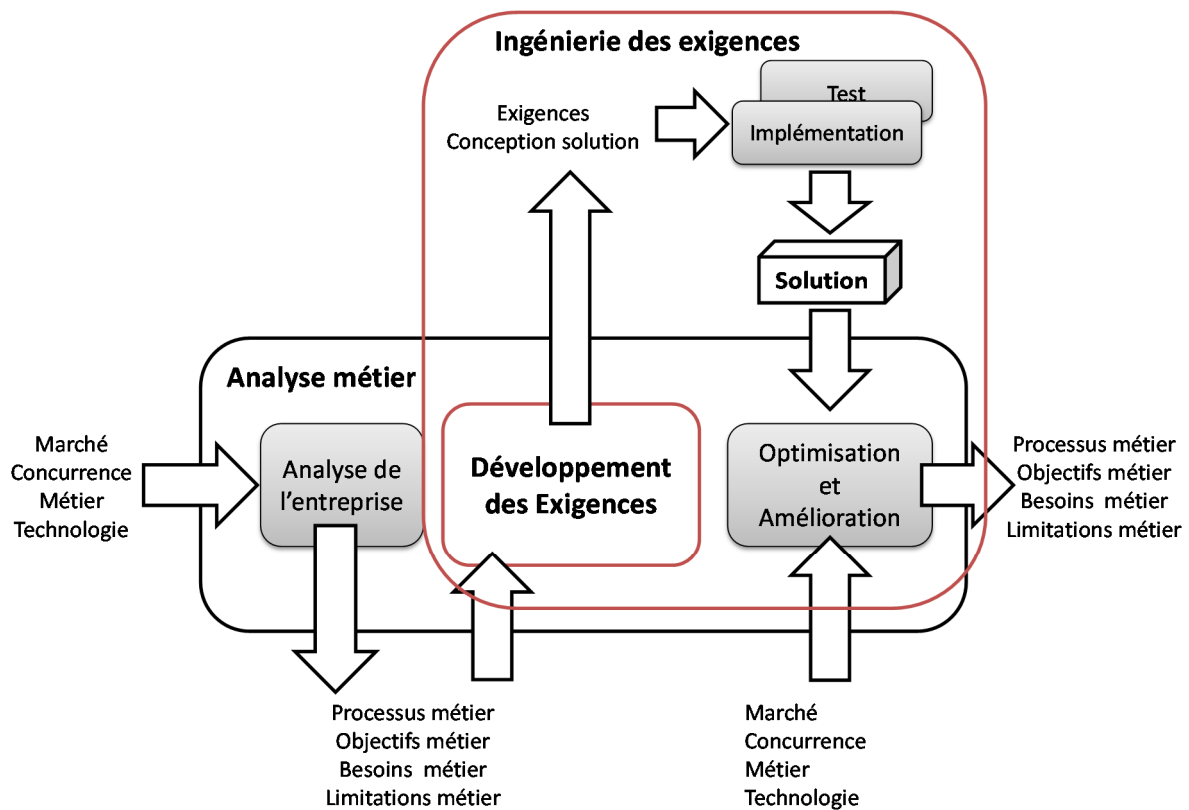 Ingénierie des exigences
Test
Exigences
Conception solution
Implémentation
Solution
Analyse métier
Marché
Concurrence
Métier
Technologie
Analyse de
l’entreprise
Développement
des Exigences
Optimisation
et
Amélioration
Processus métier
Objectifs métier
Besoins  métier
Limitations métier
Processus métier
Objectifs métier
Besoins  métier
Limitations métier
Marché
Concurrence
Métier
Technologie